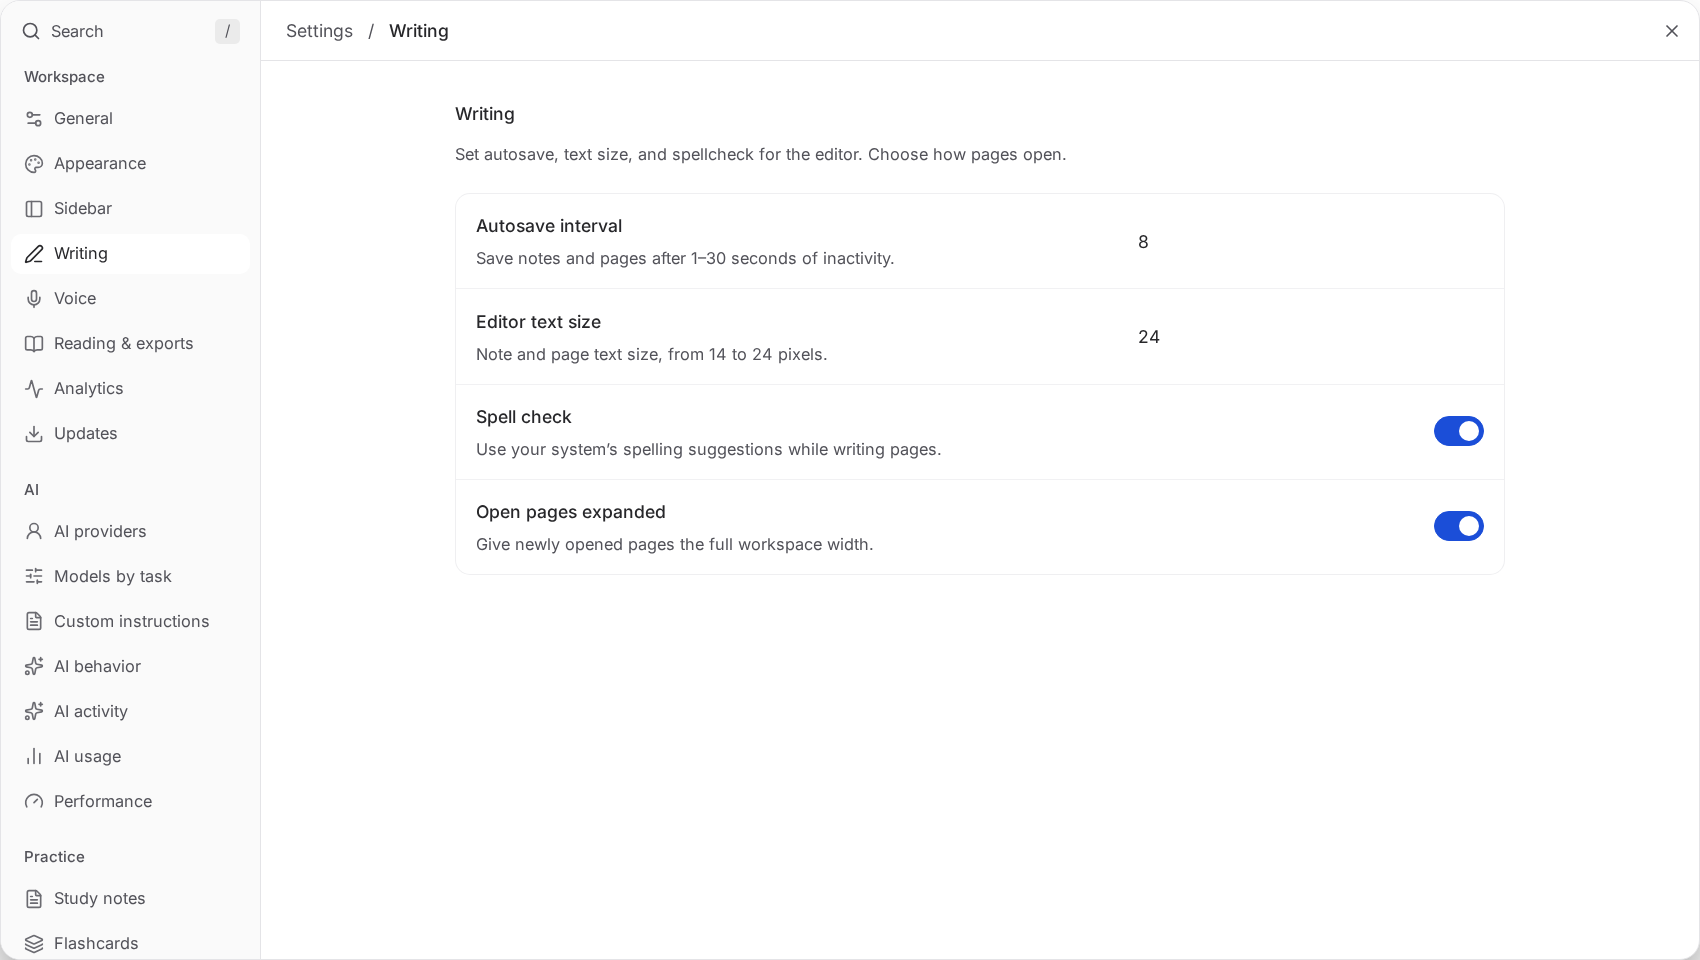 Search /
Settings / Writing
Workspace
General
Appearance
Sidebar
Writing
Voice
Reading & exports
Analytics
Updates
AI
AI providers
Models by task
Custom instructions
AI behavior
AI activity
AI usage
Performance
Practice
Study notes
Flashcards
Writing
Set autosave, text size, and spellcheck for the editor. Choose how pages open.
Autosave interval
Save notes and pages after 1–30 seconds of inactivity.
8
Editor text size
Note and page text size, from 14 to 24 pixels.
24
Spell check
Use your system’s spelling suggestions while writing pages.
Open pages expanded
Give newly opened pages the full workspace width.